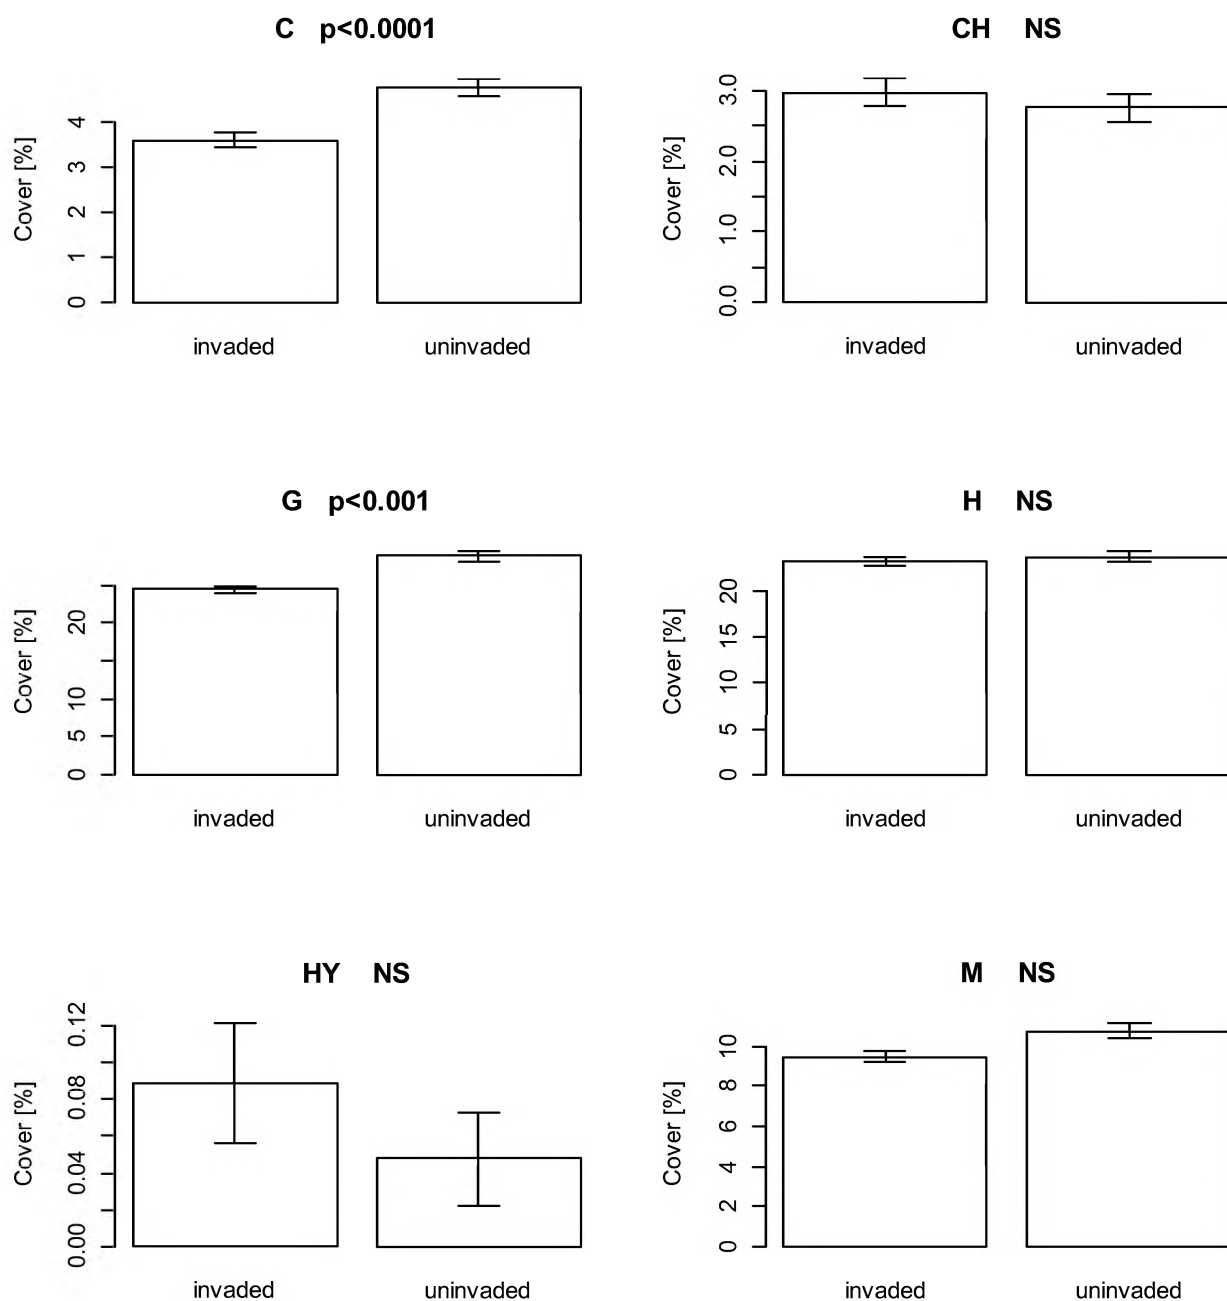 C p<0.0001
Cover [%]
4
3
2
1
0
invaded uninvaded
CH NS
Cover [%]
3.0
2.0
1.0
0.0
invaded uninvaded
G p<0.001
Cover [%]
20
10
5
0
invaded uninvaded
H NS
Cover [%]
20
15
10
5
0
invaded uninvaded
HY NS
Cover [%]
0.12
0.08
0.04
0.00
invaded uninvaded
M NS
Cover [%]
10
8
6
4
2
0
invaded uninvaded